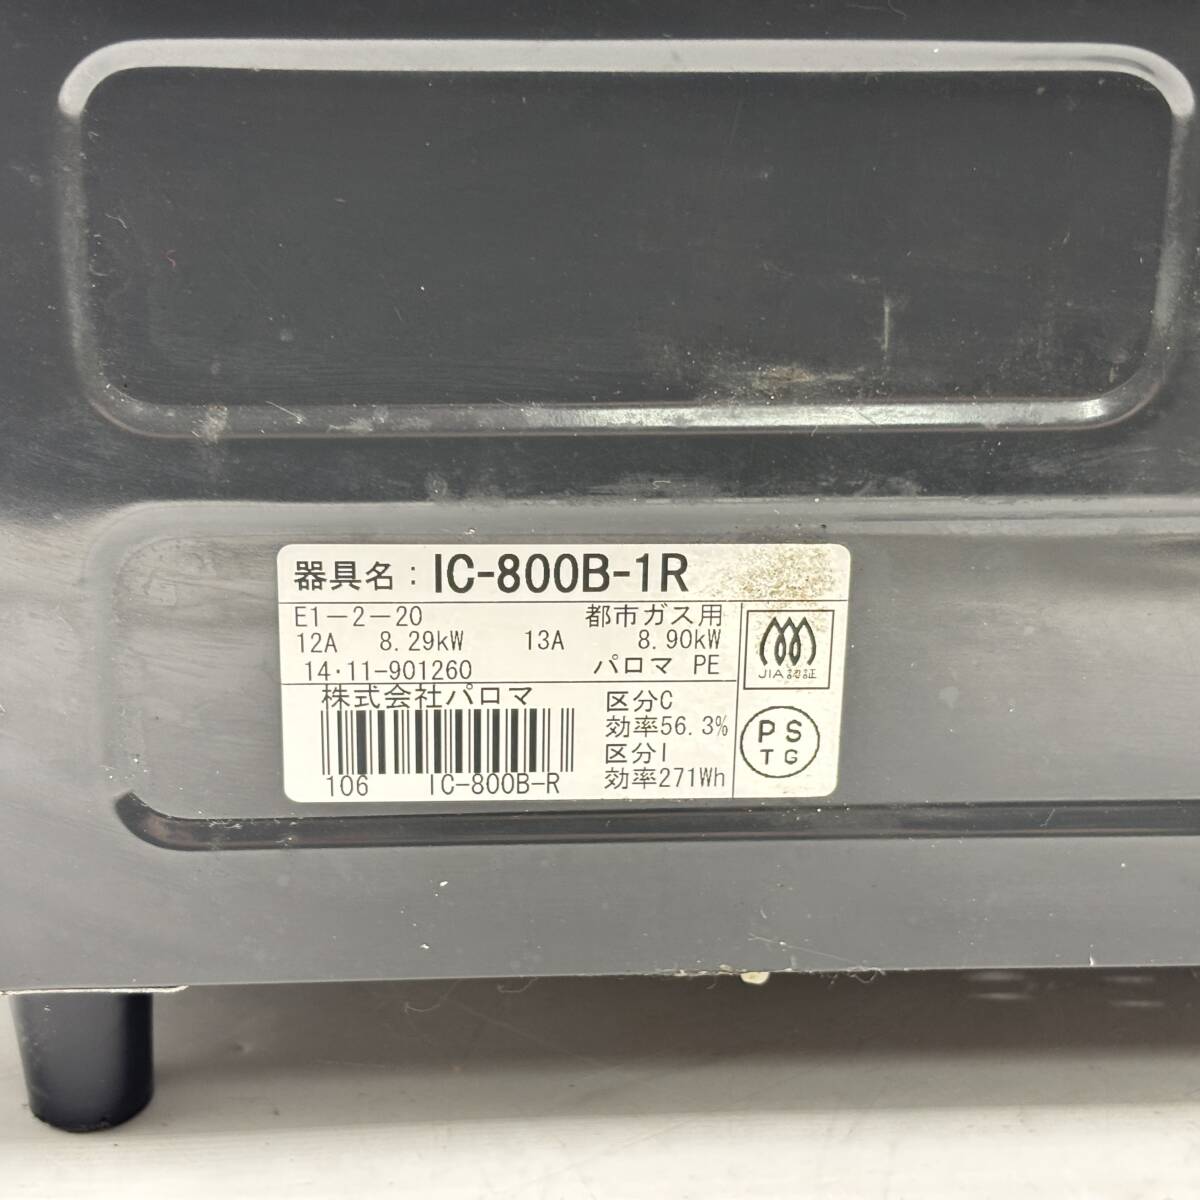 器具名：IC-800B-1R
E1-2-20 都市ガス用
12A 8.29kW 13A 8.90kW
14・11-901260 パロマ PE
株式会社パロマ
106 IC-800B-R
区分C
効率56.3%
区分I
効率271Wh
JIA認証
PS
TG